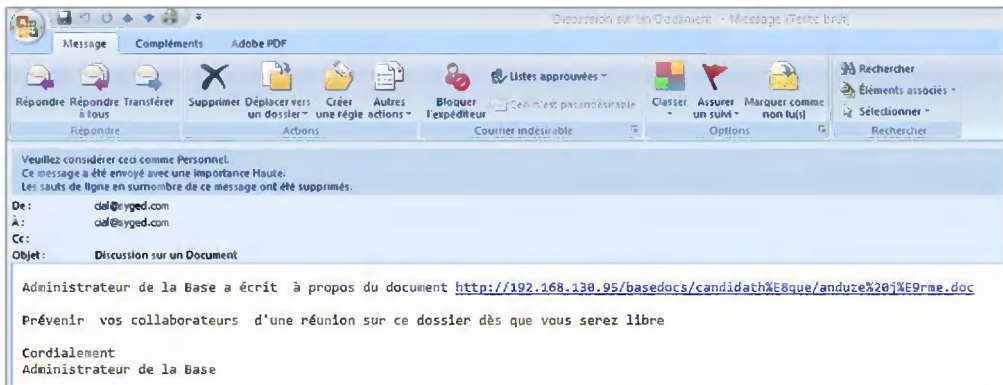 Discussion sur un Document - Message (Texte brut)
Message Compléments Adobe PDF
Répondre Répondre à tous Transférer Supprimer Déplacer vers un dossier Créer une règle Autres actions Bloquer l'expéditeur Listes approuvées Ceci n'est pas indésirable Classer Assurer un suivi Marquer comme non lu(s) Rechercher Éléments associés Sélectionner
Répondre Actions Courrier indésirable Options Rechercher
Veuillez considérer ceci comme Personnel.
Ce message a été envoyé avec une importance Haute.
Les sauts de ligne en surnombre de ce message ont été supprimés.
De : cial@syged.com
À : cial@syged.com
Cc :
Objet : Discussion sur un Document
Administrateur de la Base a écrit à propos du document http://192.168.130.95/basedocs/candidath%E8que/anduze%20j%E9rme.doc
Prévenir vos collaborateurs d'une réunion sur ce dossier dès que vous serez libre
Cordialement
Administrateur de la Base